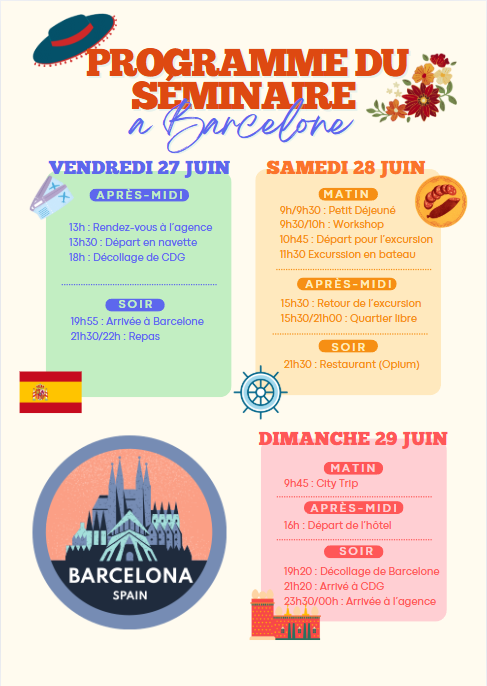 PROGRAMME DU
SÉMINAIRE
a Barcelone
VENDREDI 27 JUIN
APRÈS-MIDI
13h : Rendez-vous à l'agence
13h30 : Départ en navette
18h : Décollage de CDG
SOIR
19h55 : Arrivée à Barcelone
21h30/22h : Repas
SAMEDI 28 JUIN
MATIN
9h/9h30 : Petit Déjeuné
9h30/10h : Workshop
10h45 : Départ pour l'excursion
11h30 Excurssion en bateau
APRÈS-MIDI
15h30 : Retour de l'excursion
15h30/21h00 : Quartier libre
SOIR
21h30 : Restaurant (Opium)
DIMANCHE 29 JUIN
MATIN
9h45 : City Trip
APRÈS-MIDI
16h : Départ de l'hôtel
SOIR
19h20 : Décollage de Barcelone
21h20 : Arrivé à CDG
23h30/00h : Arrivée à l'agence
BARCELONA
SPAIN